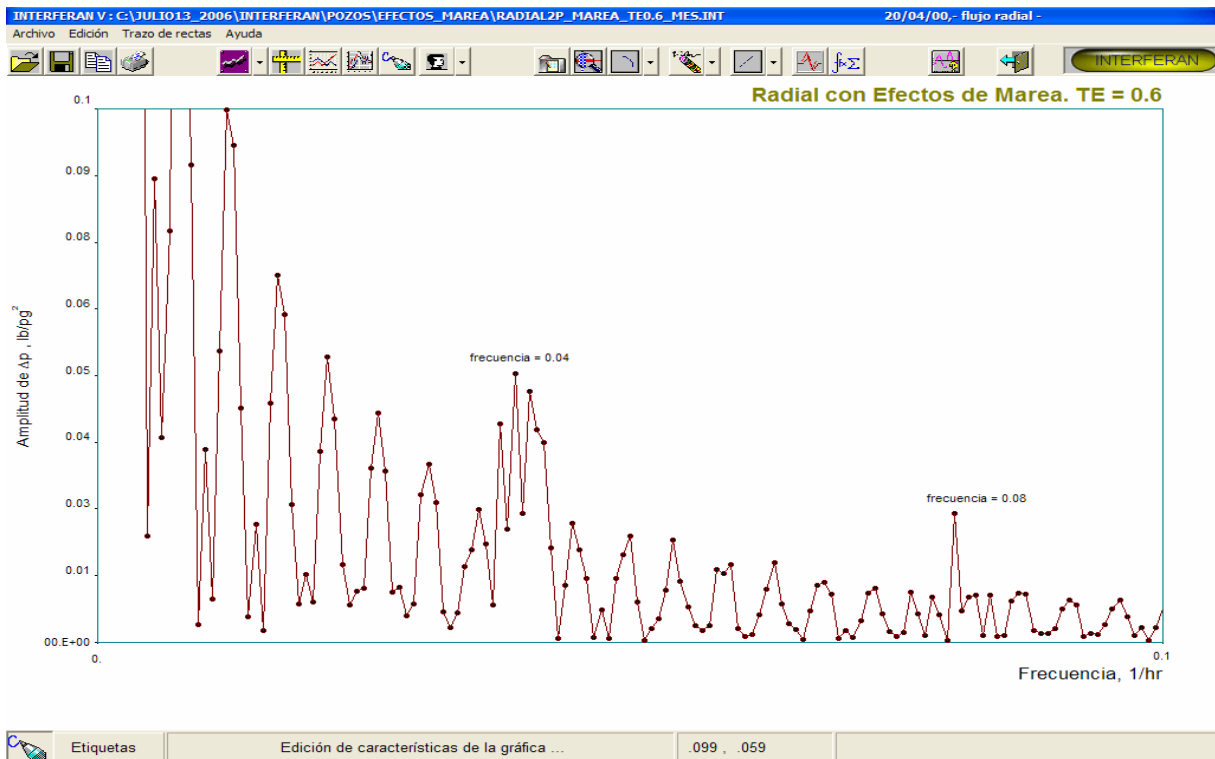 INTERFERAN V : C:\JULIO13_2006\INTERFERAN\POZOS\EFECTOS_MAREA\RADIAL2P_MAREA_TE0.6_MES.INT 20/04/00,- flujo radial -
Archivo Edición Trazo de rectas Ayuda
INTERFERAN
Radial con Efectos de Marea. TE = 0.6
0.1
0.09
0.08
0.06
0.05
0.04
0.03
0.01
00.E+00
Amplitud de Δp , lb/pg²
frecuencia = 0.04
frecuencia = 0.08
0. 0.1
Frecuencia, 1/hr
Etiquetas Edición de características de la gráfica ... .099 , .059